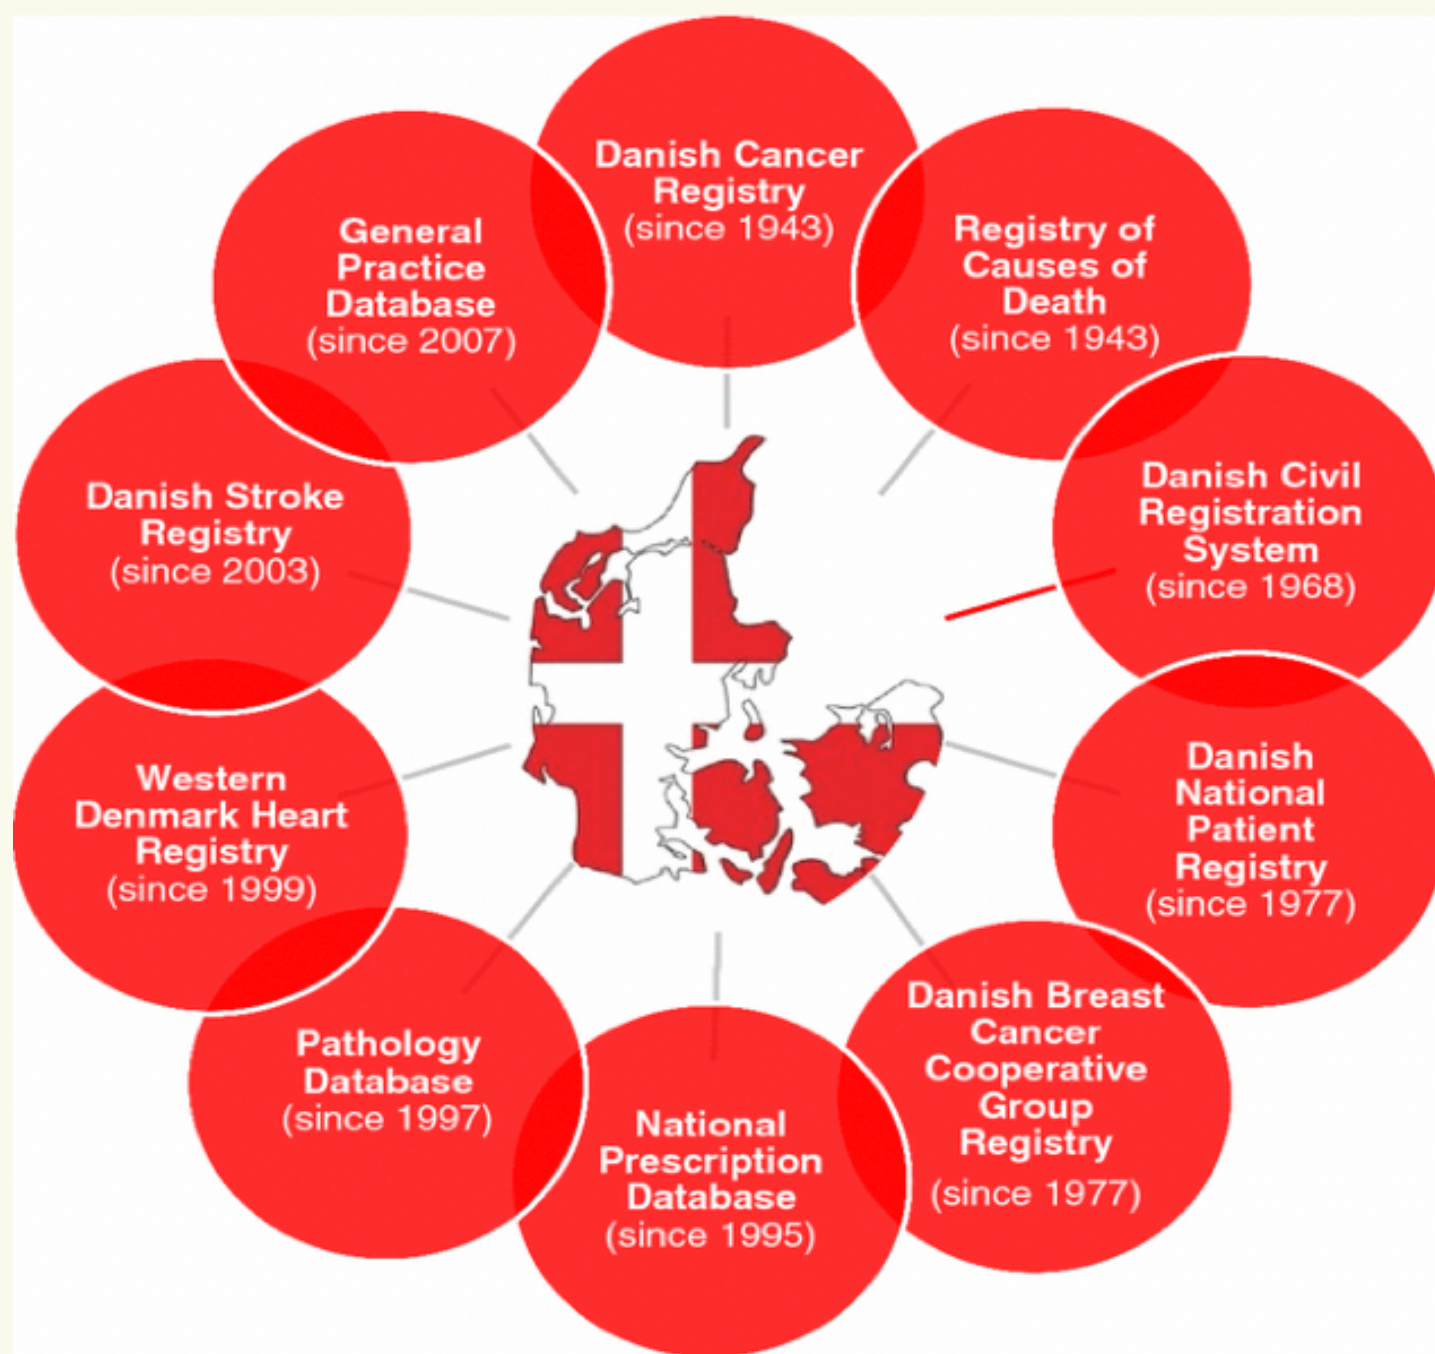 Danish Cancer
Registry
(since 1943)
Registry of
Causes of
Death
(since 1943)
Danish Civil
Registration
System
(since 1968)
Danish
National
Patient
Registry
(since 1977)
Danish Breast
Cancer
Cooperative
Group
Registry
(since 1977)
National
Prescription
Database
(since 1995)
Pathology
Database
(since 1997)
Western
Denmark Heart
Registry
(since 1999)
Danish Stroke
Registry
(since 2003)
General
Practice
Database
(since 2007)